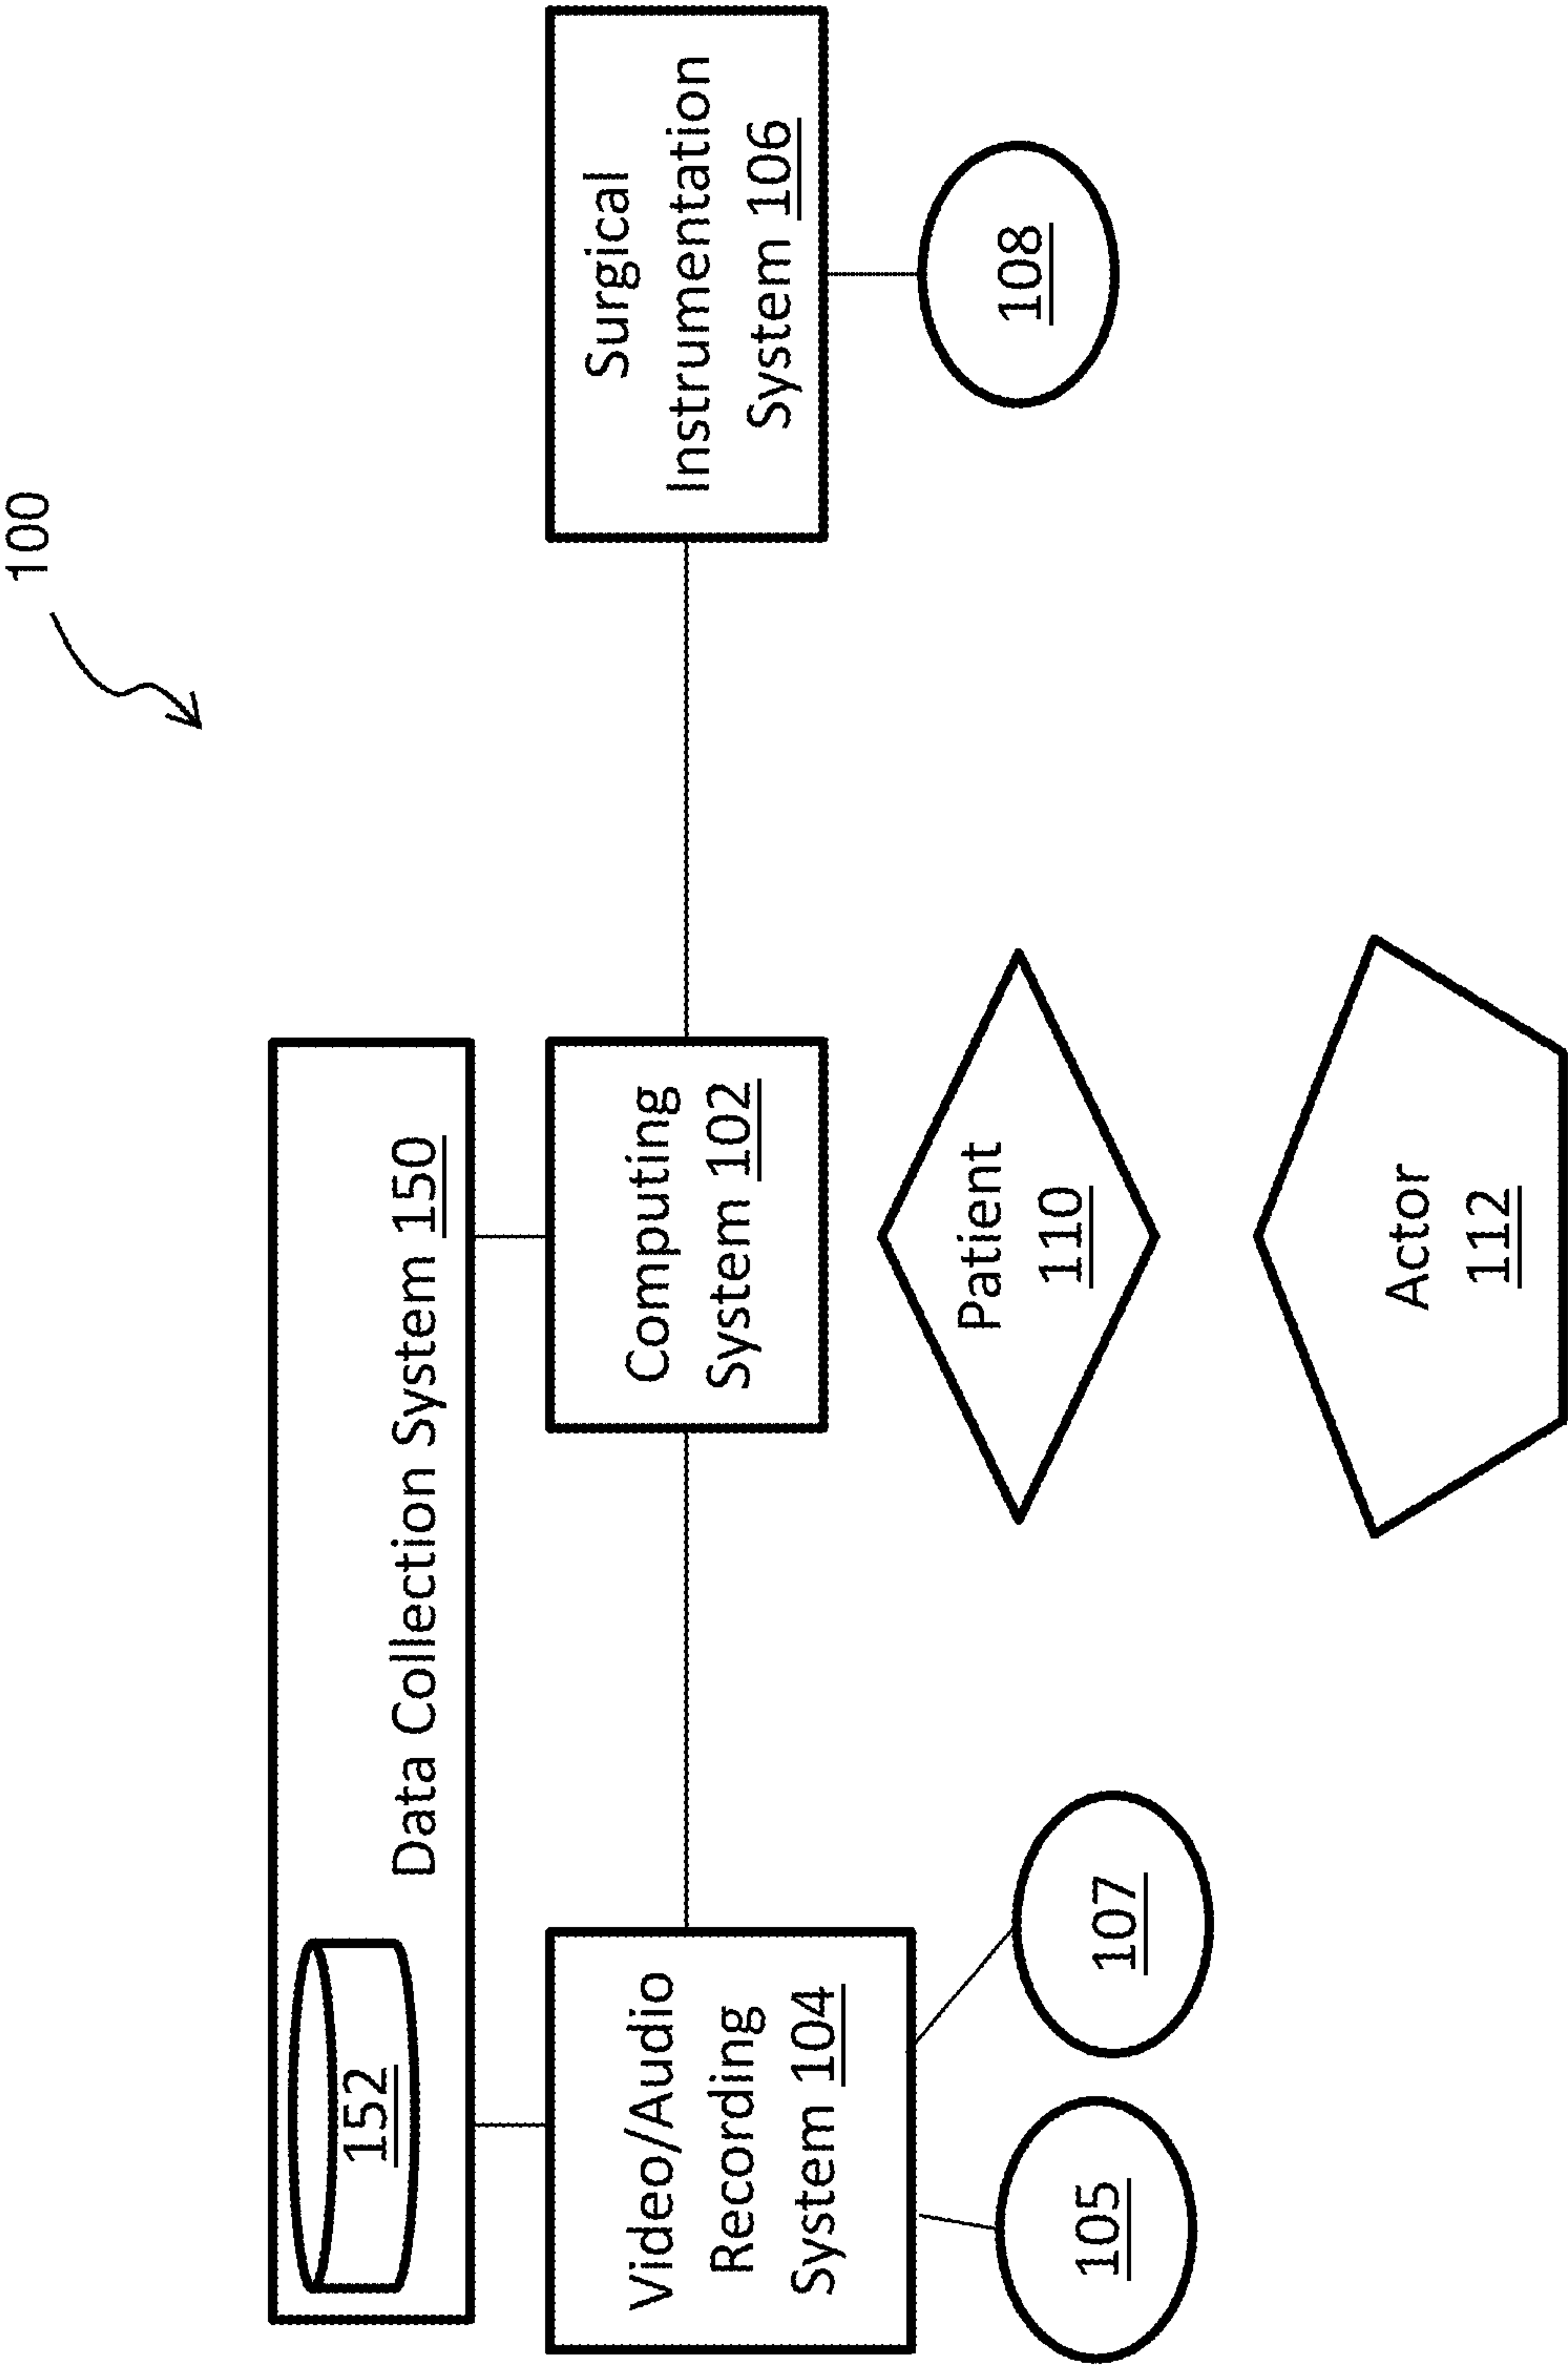 100
152
Data Collection System 150
Video/Audio
Recording
System 104
Computing
System 102
Surgical
Instrumentation
System 106
105
107
Patient
110
108
Actor
112